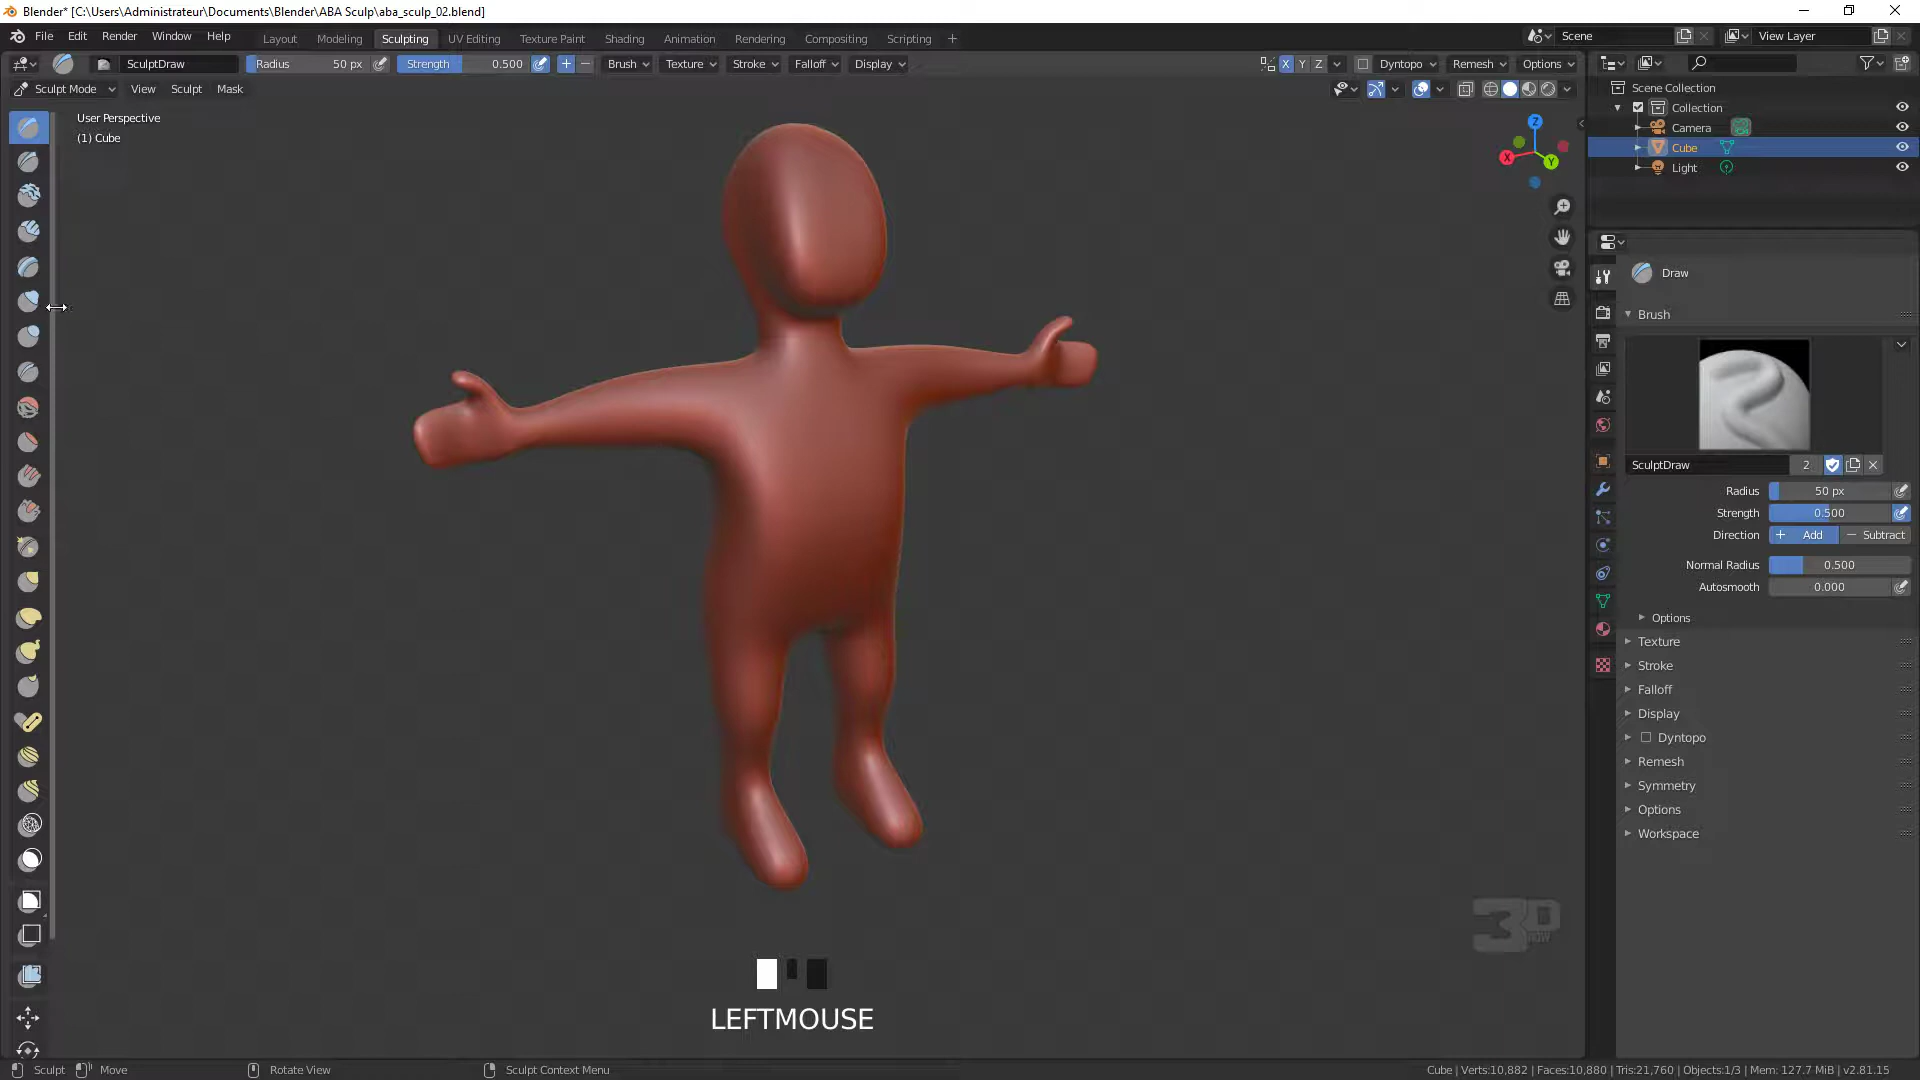 Blender* [C:\Users\Administrateur\Documents\Blender\ABA Sculp\aba_sculp_02.blend]
File Edit Render Window Help
Layout Modeling Sculpting UV Editing Texture Paint Shading Animation Rendering Compositing Scripting +
Scene
View Layer
SculptDraw
Radius 50 px
Strength 0.500
Brush Texture Stroke Falloff Display
X Y Z
Dyntopo Remesh Options
Sculpt Mode View Sculpt Mask
User Perspective
(1) Cube
Z
X
Y
Scene Collection
Collection
Camera
Cube
Light
Draw
Brush
SculptDraw 2
Radius 50 px
Strength 0.500
Direction + Add − Subtract
Normal Radius 0.500
Autosmooth 0.000
Options
Texture
Stroke
Falloff
Display
Dyntopo
Remesh
Symmetry
Options
Workspace
3D
LEFTMOUSE
Sculpt Move Rotate View Sculpt Context Menu
Cube | Verts:10,882 | Faces:10,880 | Tris:21,760 | Objects:1/3 | Mem: 127.7 MiB | v2.81.15